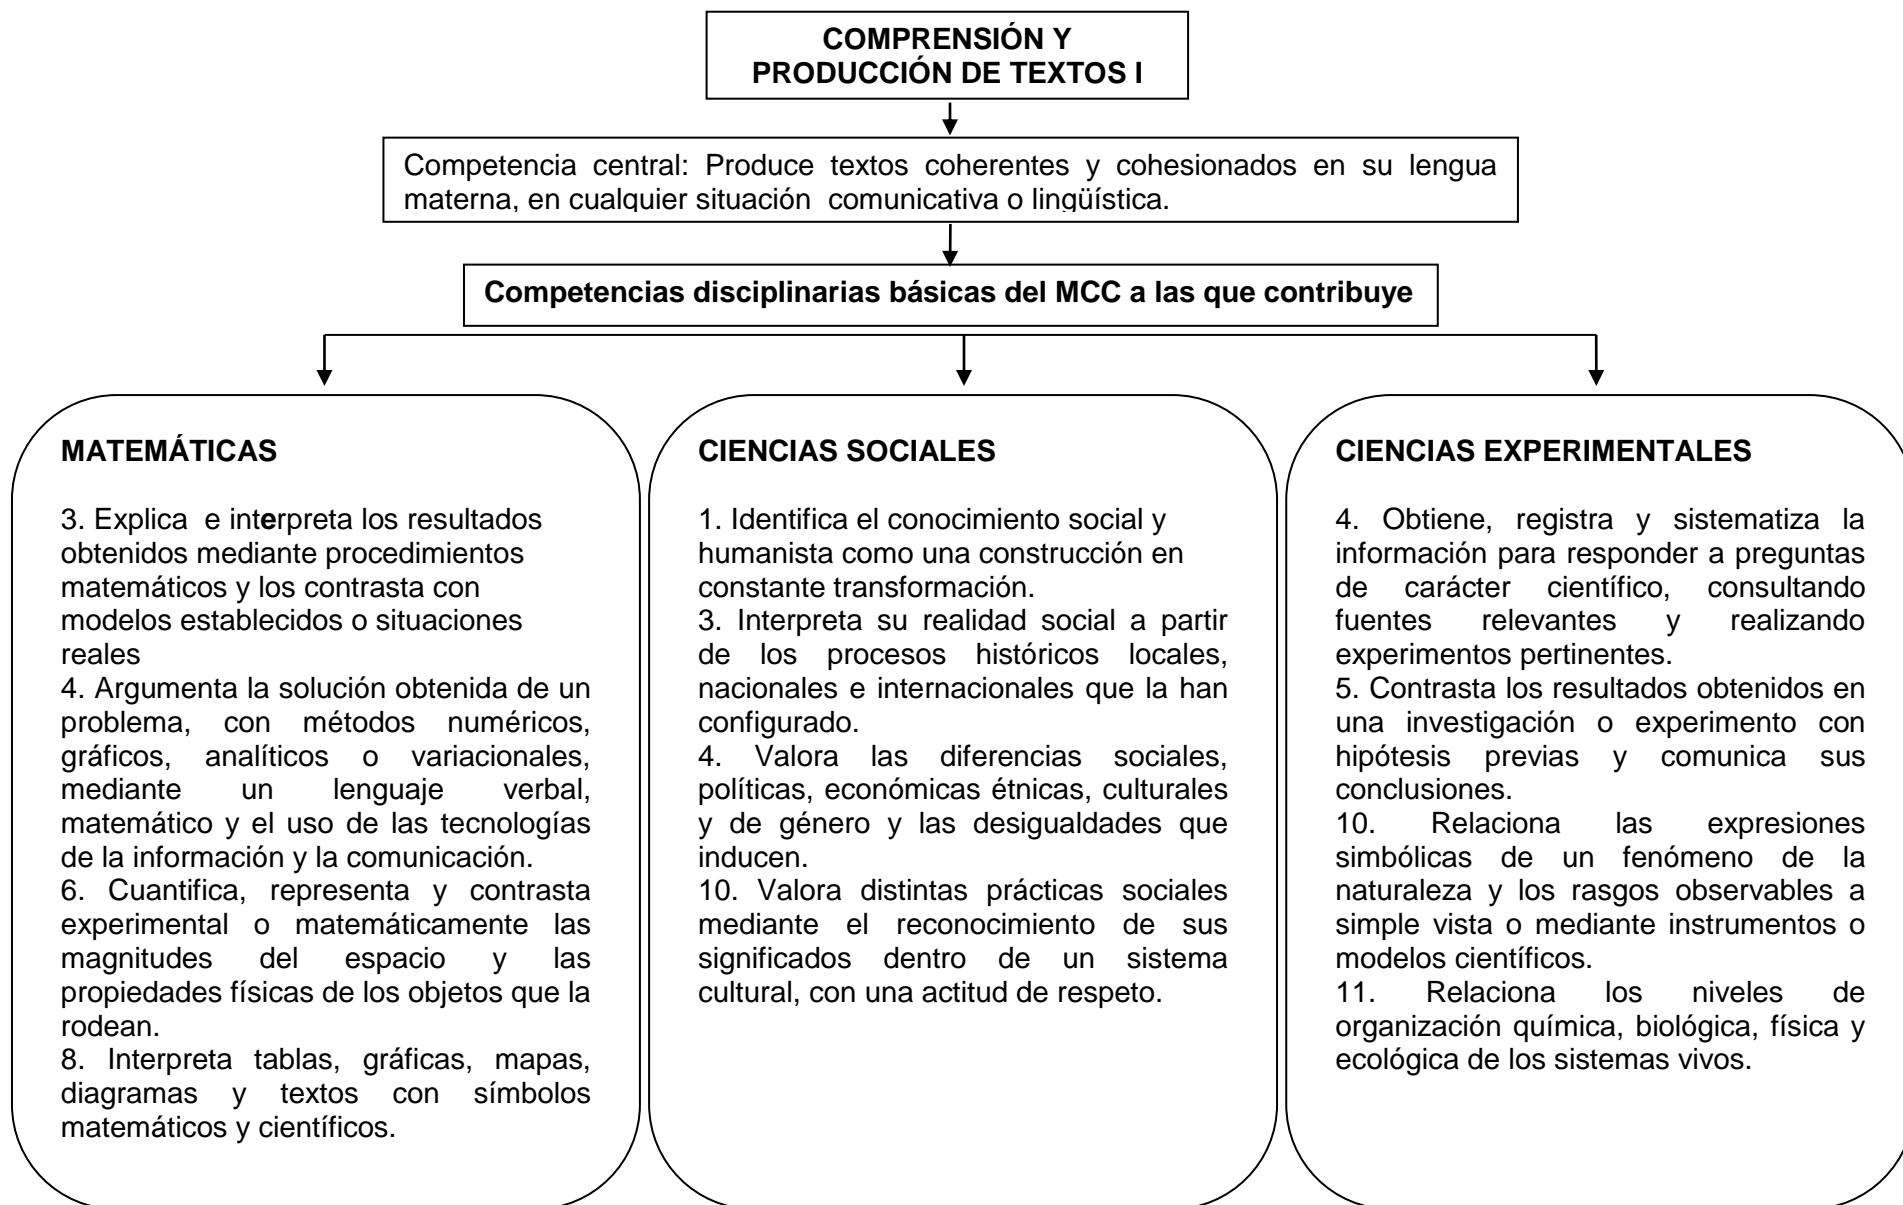 COMPRENSIÓN Y
PRODUCCIÓN DE TEXTOS I
Competencia central: Produce textos coherentes y cohesionados en su lengua
materna, en cualquier situación comunicativa o lingüística.
Competencias disciplinarias básicas del MCC a las que contribuye
MATEMÁTICAS
3. Explica e interpreta los resultados
obtenidos mediante procedimientos
matemáticos y los contrasta con
modelos establecidos o situaciones
reales
4. Argumenta la solución obtenida de un
problema, con métodos numéricos,
gráficos, analíticos o variacionales,
mediante un lenguaje verbal,
matemático y el uso de las tecnologías
de la información y la comunicación.
6. Cuantifica, representa y contrasta
experimental o matemáticamente las
magnitudes del espacio y las
propiedades físicas de los objetos que la
rodean.
8. Interpreta tablas, gráficas, mapas,
diagramas y textos con símbolos
matemáticos y científicos.
CIENCIAS SOCIALES
1. Identifica el conocimiento social y
humanista como una construcción en
constante transformación.
3. Interpreta su realidad social a partir
de los procesos históricos locales,
nacionales e internacionales que la han
configurado.
4. Valora las diferencias sociales,
políticas, económicas étnicas, culturales
y de género y las desigualdades que
inducen.
10. Valora distintas prácticas sociales
mediante el reconocimiento de sus
significados dentro de un sistema
cultural, con una actitud de respeto.
CIENCIAS EXPERIMENTALES
4. Obtiene, registra y sistematiza la
información para responder a preguntas
de carácter científico, consultando
fuentes relevantes y realizando
experimentos pertinentes.
5. Contrasta los resultados obtenidos en
una investigación o experimento con
hipótesis previas y comunica sus
conclusiones.
10. Relaciona las expresiones
simbólicas de un fenómeno de la
naturaleza y los rasgos observables a
simple vista o mediante instrumentos o
modelos científicos.
11. Relaciona los niveles de
organización química, biológica, física y
ecológica de los sistemas vivos.